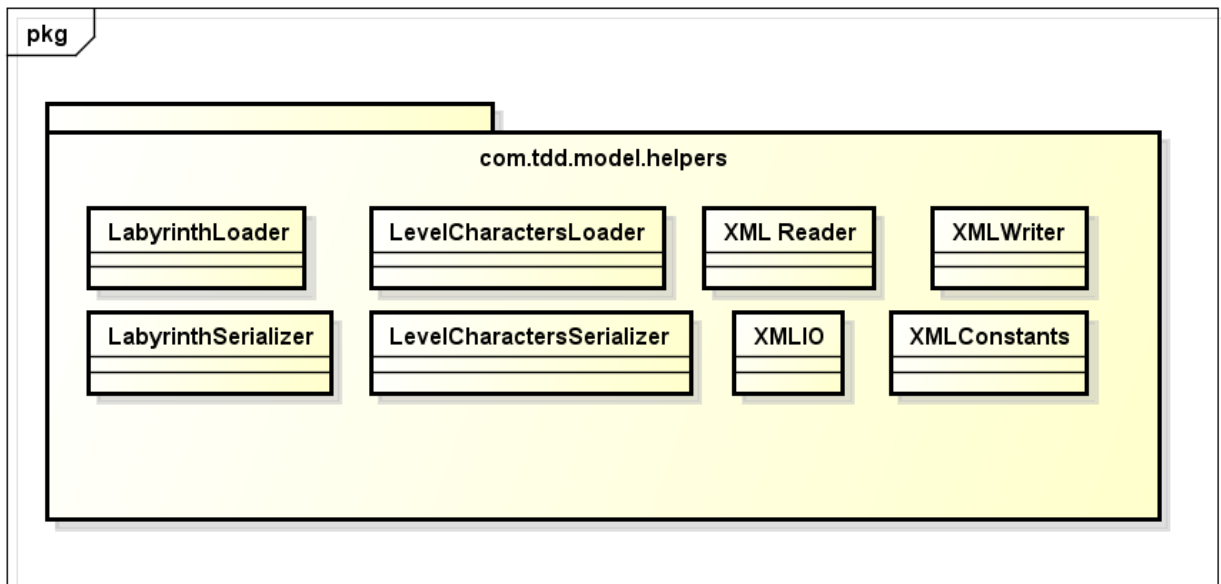 pkg
com.tdd.model.helpers
LabyrinthLoader
LevelCharactersLoader
XML Reader
XMLWriter
LabyrinthSerializer
LevelCharactersSerializer
XMLIO
XMLConstants